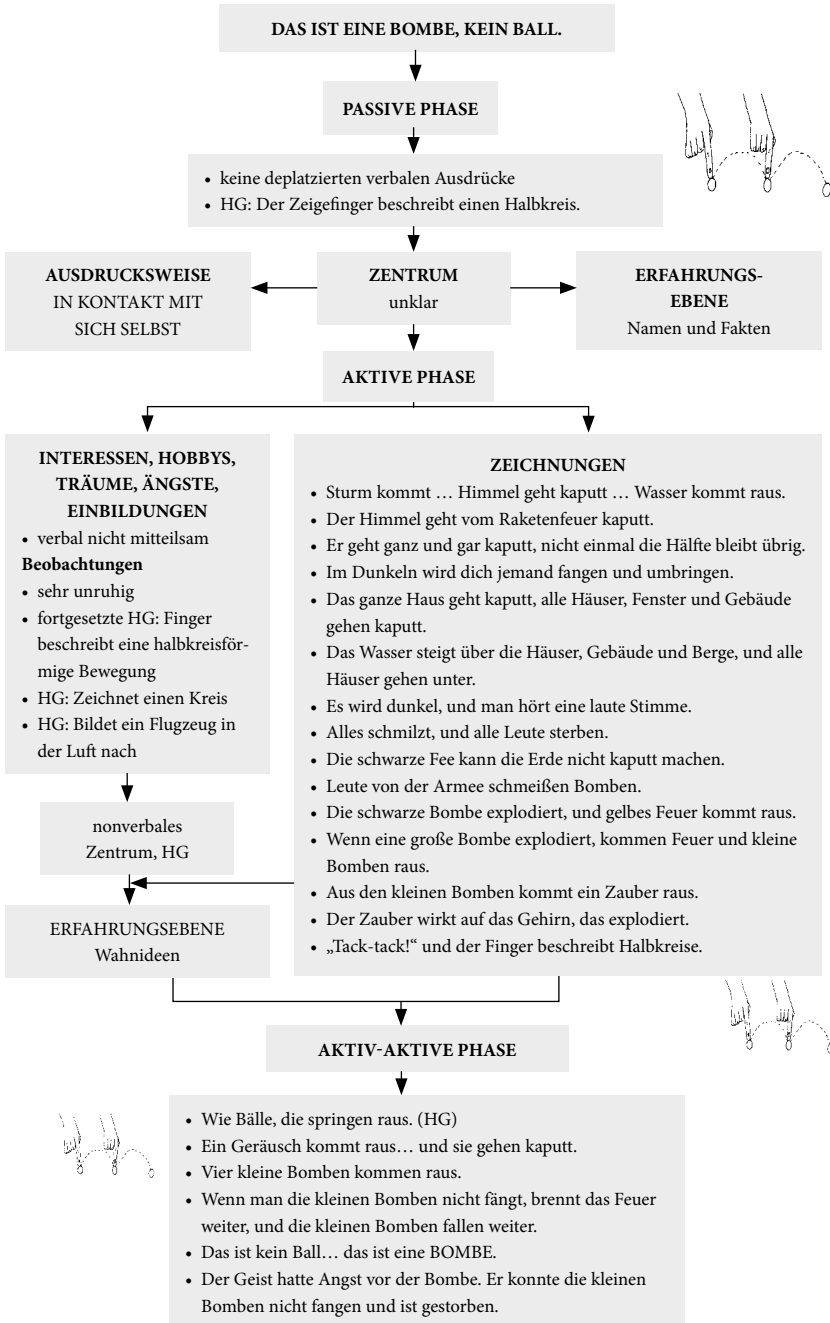 DAS IST EINE BOMBE, KEIN BALL.
PASSIVE PHASE
• keine deplatzierten verbalen Ausdrücke
• HG: Der Zeigefinger beschreibt einen Halbkreis.
AUSDRUCKSWEISE
IN KONTAKT MIT
SICH SELBST
ZENTRUM
unklar
ERFAHRUNGS-
EBENE
Namen und Fakten
AKTIVE PHASE
INTERESSEN, HOBBYS,
TRÄUME, ÄNGSTE,
EINBILDUNGEN
• verbal nicht mitteilsam
Beobachtungen
• sehr unruhig
• fortgesetzte HG: Finger
beschreibt eine halbkreisför-
mige Bewegung
• HG: Zeichnet einen Kreis
• HG: Bildet ein Flugzeug in
der Luft nach
nonverbales
Zentrum, HG
ERFAHRUNGSEBENE
Wahnideen
ZEICHNUNGEN
• Sturm kommt … Himmel geht kaputt … Wasser kommt raus.
• Der Himmel geht vom Raketenfeuer kaputt.
• Er geht ganz und gar kaputt, nicht einmal die Hälfte bleibt übrig.
• Im Dunkeln wird dich jemand fangen und umbringen.
• Das ganze Haus geht kaputt, alle Häuser, Fenster und Gebäude
gehen kaputt.
• Das Wasser steigt über die Häuser, Gebäude und Berge, und alle
Häuser gehen unter.
• Es wird dunkel, und man hört eine laute Stimme.
• Alles schmilzt, und alle Leute sterben.
• Die schwarze Fee kann die Erde nicht kaputt machen.
• Leute von der Armee schmeißen Bomben.
• Die schwarze Bombe explodiert, und gelbes Feuer kommt raus.
• Wenn eine große Bombe explodiert, kommen Feuer und kleine
Bomben raus.
• Aus den kleinen Bomben kommt ein Zauber raus.
• Der Zauber wirkt auf das Gehirn, das explodiert.
• „Tack-tack!“ und der Finger beschreibt Halbkreise.
AKTIV-AKTIVE PHASE
• Wie Bälle, die springen raus. (HG)
• Ein Geräusch kommt raus… und sie gehen kaputt.
• Vier kleine Bomben kommen raus.
• Wenn man die kleinen Bomben nicht fängt, brennt das Feuer
weiter, und die kleinen Bomben fallen weiter.
• Das ist kein Ball… das ist eine BOMBE.
• Der Geist hatte Angst vor der Bombe. Er konnte die kleinen
Bomben nicht fangen und ist gestorben.